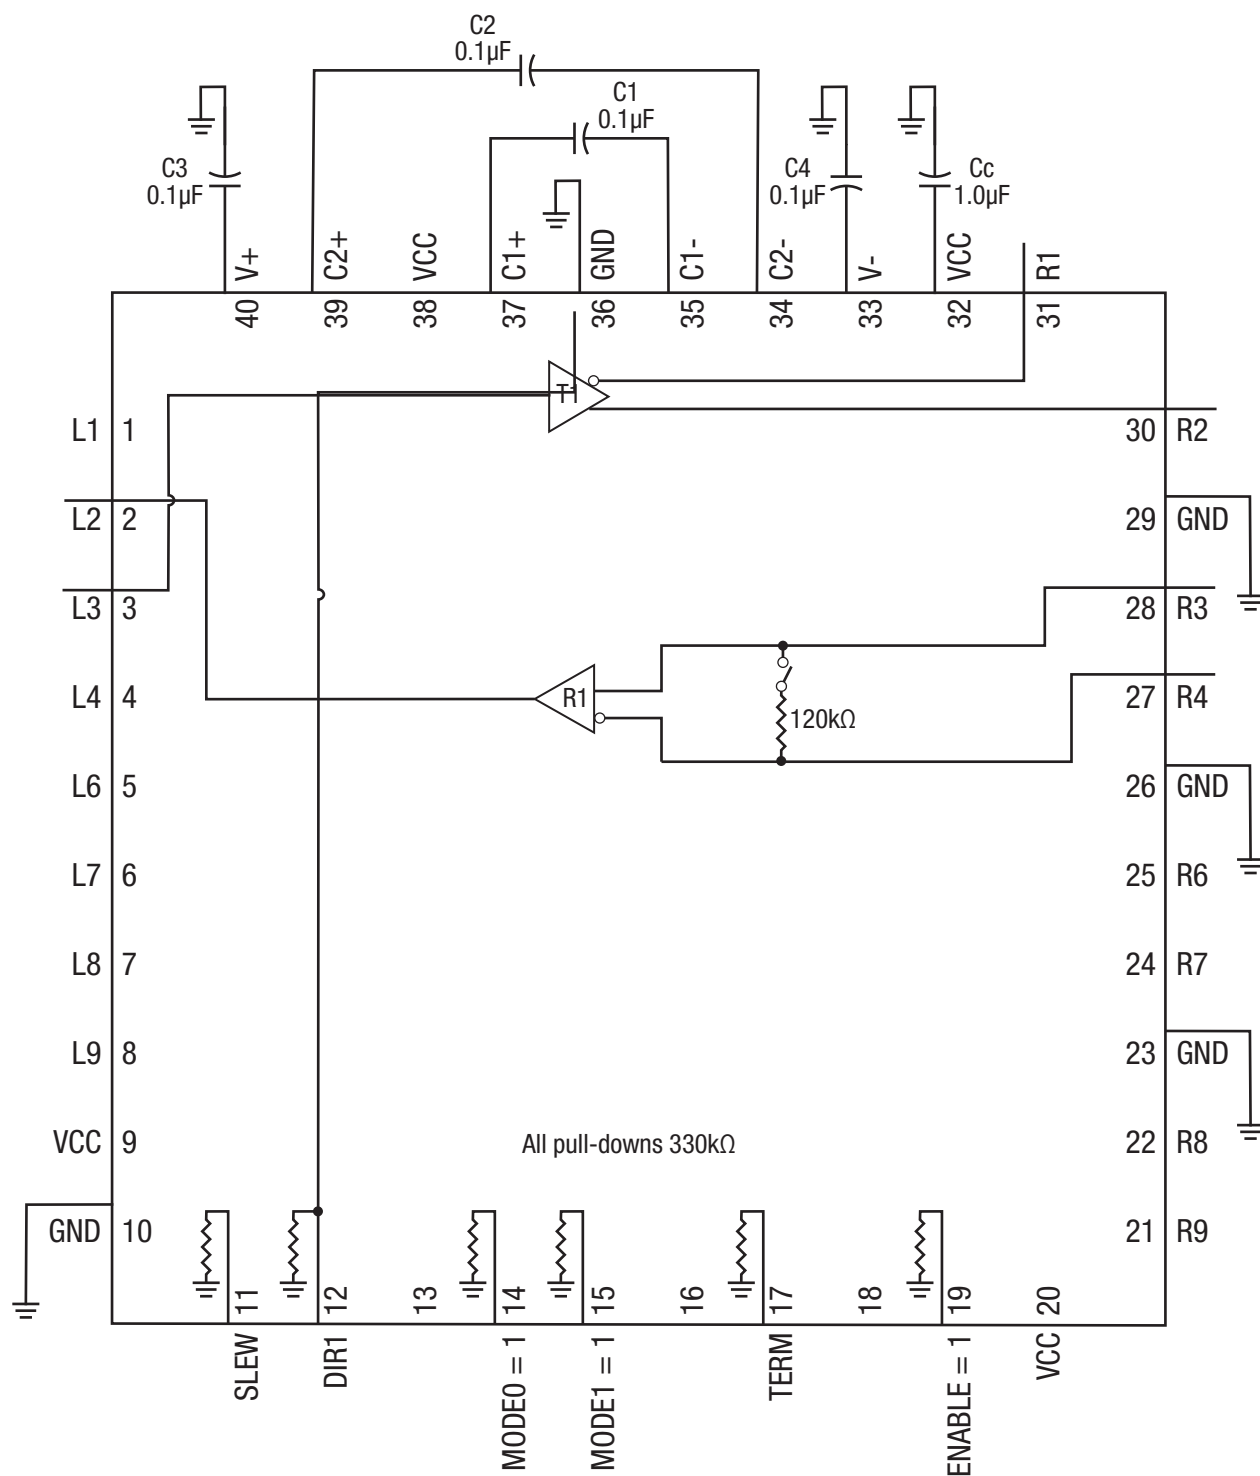 C2
0.1µF
C1
0.1µF
C3
0.1µF
C4
0.1µF
Cc
1.0µF
V+
C2+
VCC
C1+
GND
C1-
C2-
V-
VCC
R1
40
39
38
37
36
35
34
33
32
31
T1
L1 1
30 R2
L2 2
29 GND
L3 3
28 R3
L4 4
R1
120kΩ
27 R4
L6 5
26 GND
L7 6
25 R6
L8 7
24 R7
L9 8
23 GND
VCC 9
All pull-downs 330kΩ
22 R8
GND 10
21 R9
11
12
13
14
15
16
17
18
19
20
SLEW
DIR1
MODE0 = 1
MODE1 = 1
TERM
ENABLE = 1
VCC